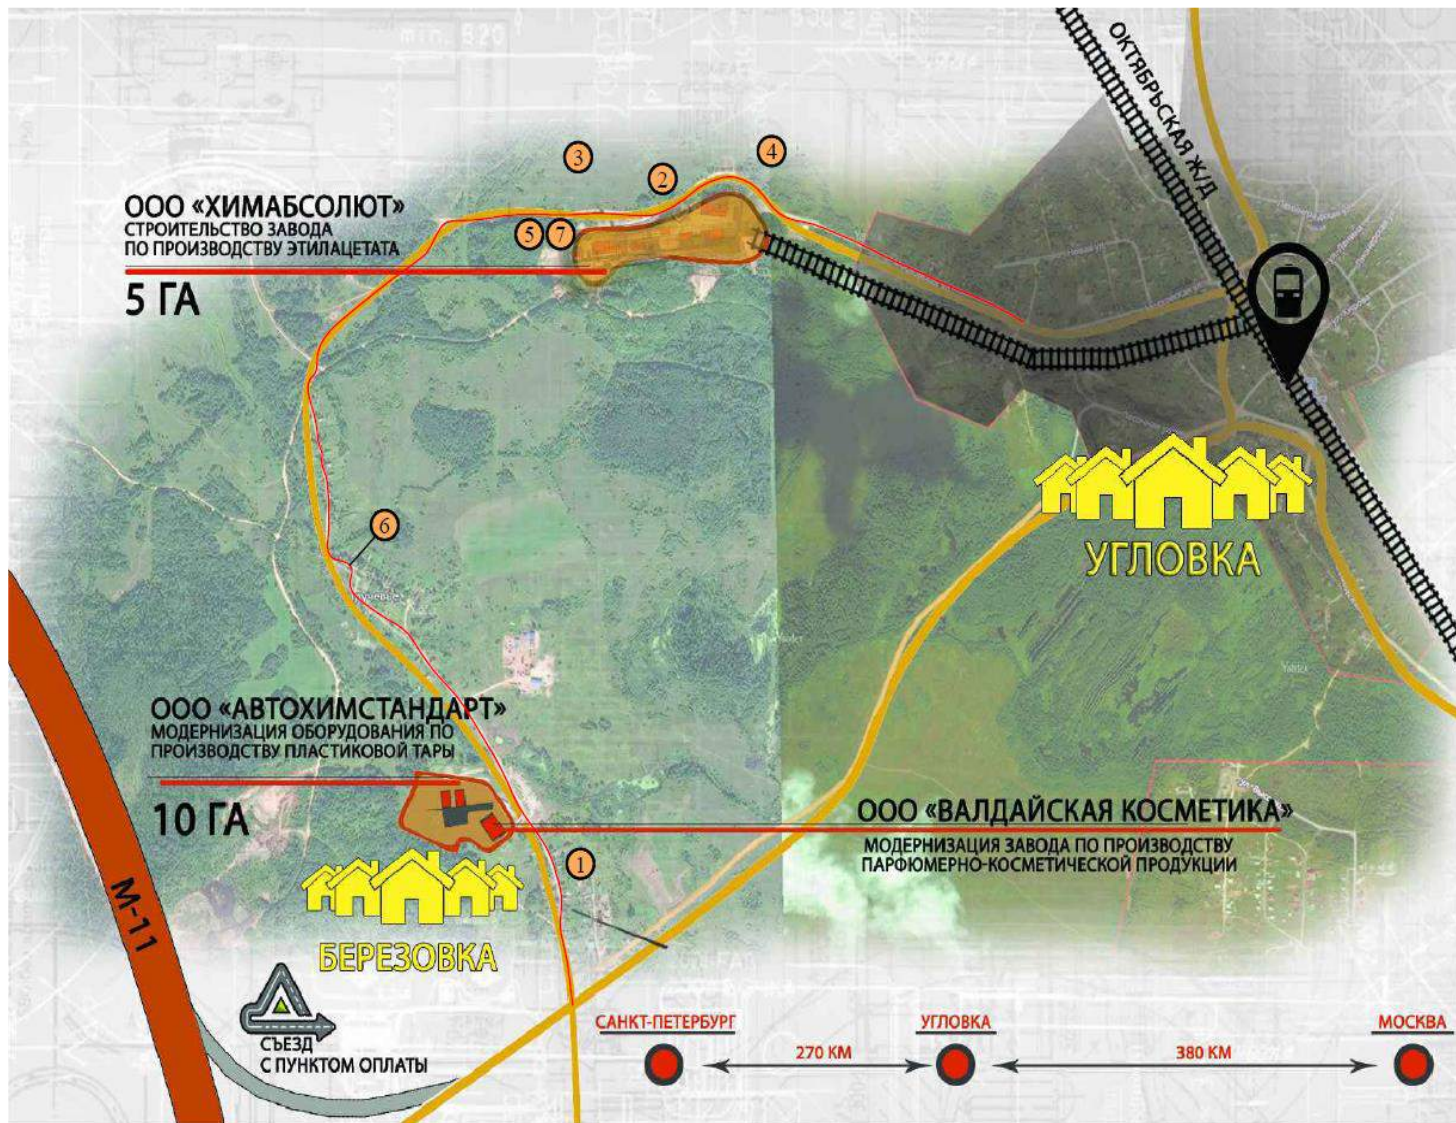 ОКТЯБРЬСКАЯ Ж/Д
3
4
2
ООО «ХИМАБСОЛЮТ»
СТРОИТЕЛЬСТВО ЗАВОДА
ПО ПРОИЗВОДСТВУ ЭТИЛАЦЕТАТА
5 ГА
5
7
6
УГЛОВКА
ООО «АВТОХИМСТАНДАРТ»
МОДЕРНИЗАЦИЯ ОБОРУДОВАНИЯ ПО
ПРОИЗВОДСТВУ ПЛАСТИКОВОЙ ТАРЫ
10 ГА
ООО «ВАЛДАЙСКАЯ КОСМЕТИКА»
МОДЕРНИЗАЦИЯ ЗАВОДА ПО ПРОИЗВОДСТВУ
ПАРФЮМЕРНО-КОСМЕТИЧЕСКОЙ ПРОДУКЦИИ
1
М-11
БЕРЕЗОВКА
СЪЕЗД
С ПУНКТОМ ОПЛАТЫ
САНКТ-ПЕТЕРБУРГ
УГЛОВКА
МОСКВА
270 КМ
380 КМ